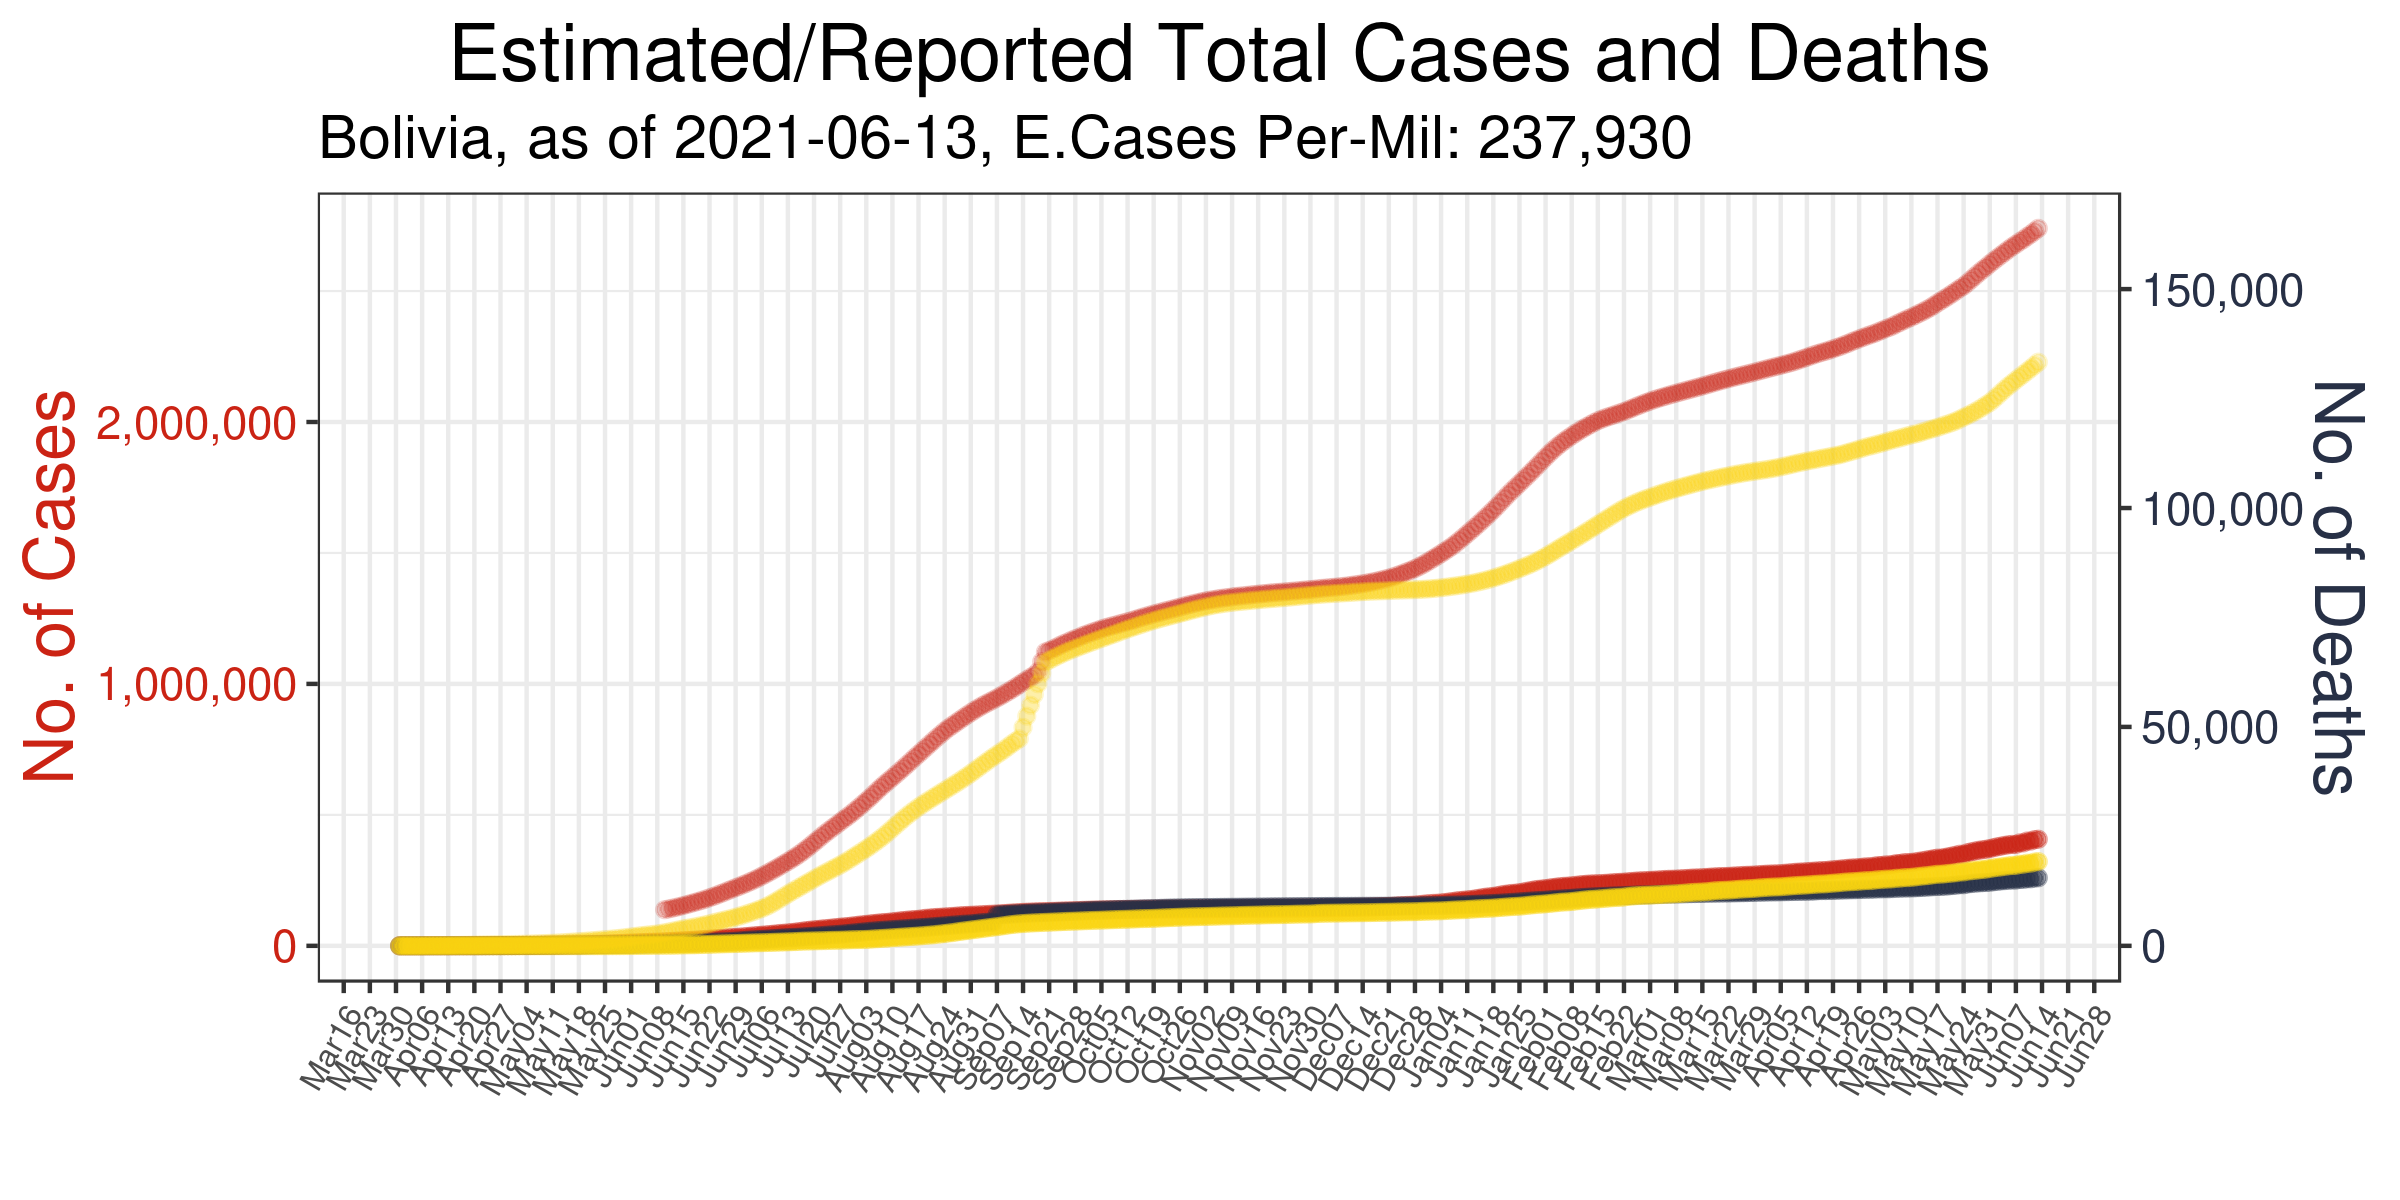 Estimated/Reported Total Cases and Deaths
Bolivia, as of 2021-06-13, E.Cases Per-Mil: 237,930
No. of Cases
2,000,000
1,000,000
0
150,000
100,000
50,000
0
No. of Deaths
Mar16
Mar23
Mar30
Apr06
Apr13
Apr20
Apr27
May04
May11
May18
May25
Jun01
Jun08
Jun15
Jun22
Jun29
Jul06
Jul13
Jul20
Jul27
Aug03
Aug10
Aug17
Aug24
Aug31
Sep07
Sep14
Sep21
Sep28
Oct05
Oct12
Oct19
Oct26
Nov02
Nov09
Nov16
Nov23
Nov30
Dec07
Dec14
Dec21
Dec28
Jan04
Jan11
Jan18
Jan25
Feb01
Feb08
Feb15
Feb22
Mar01
Mar08
Mar15
Mar22
Mar29
Apr05
Apr12
Apr19
Apr26
May03
May10
May17
May24
May31
Jun07
Jun14
Jun21
Jun28